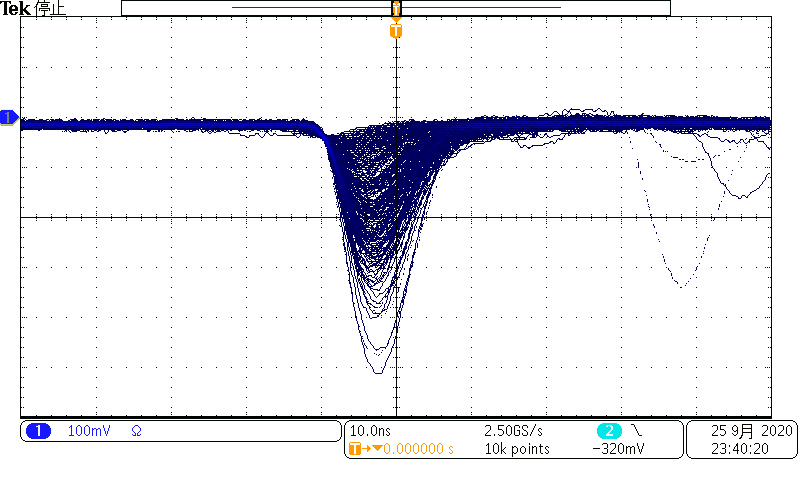 Tek 停止
T
T
1
1 100mV Ω
10.0ns 2.50GS/s 2
T→▼0.000000 s 10k points −320mV
25 9月 2020
23:40:20